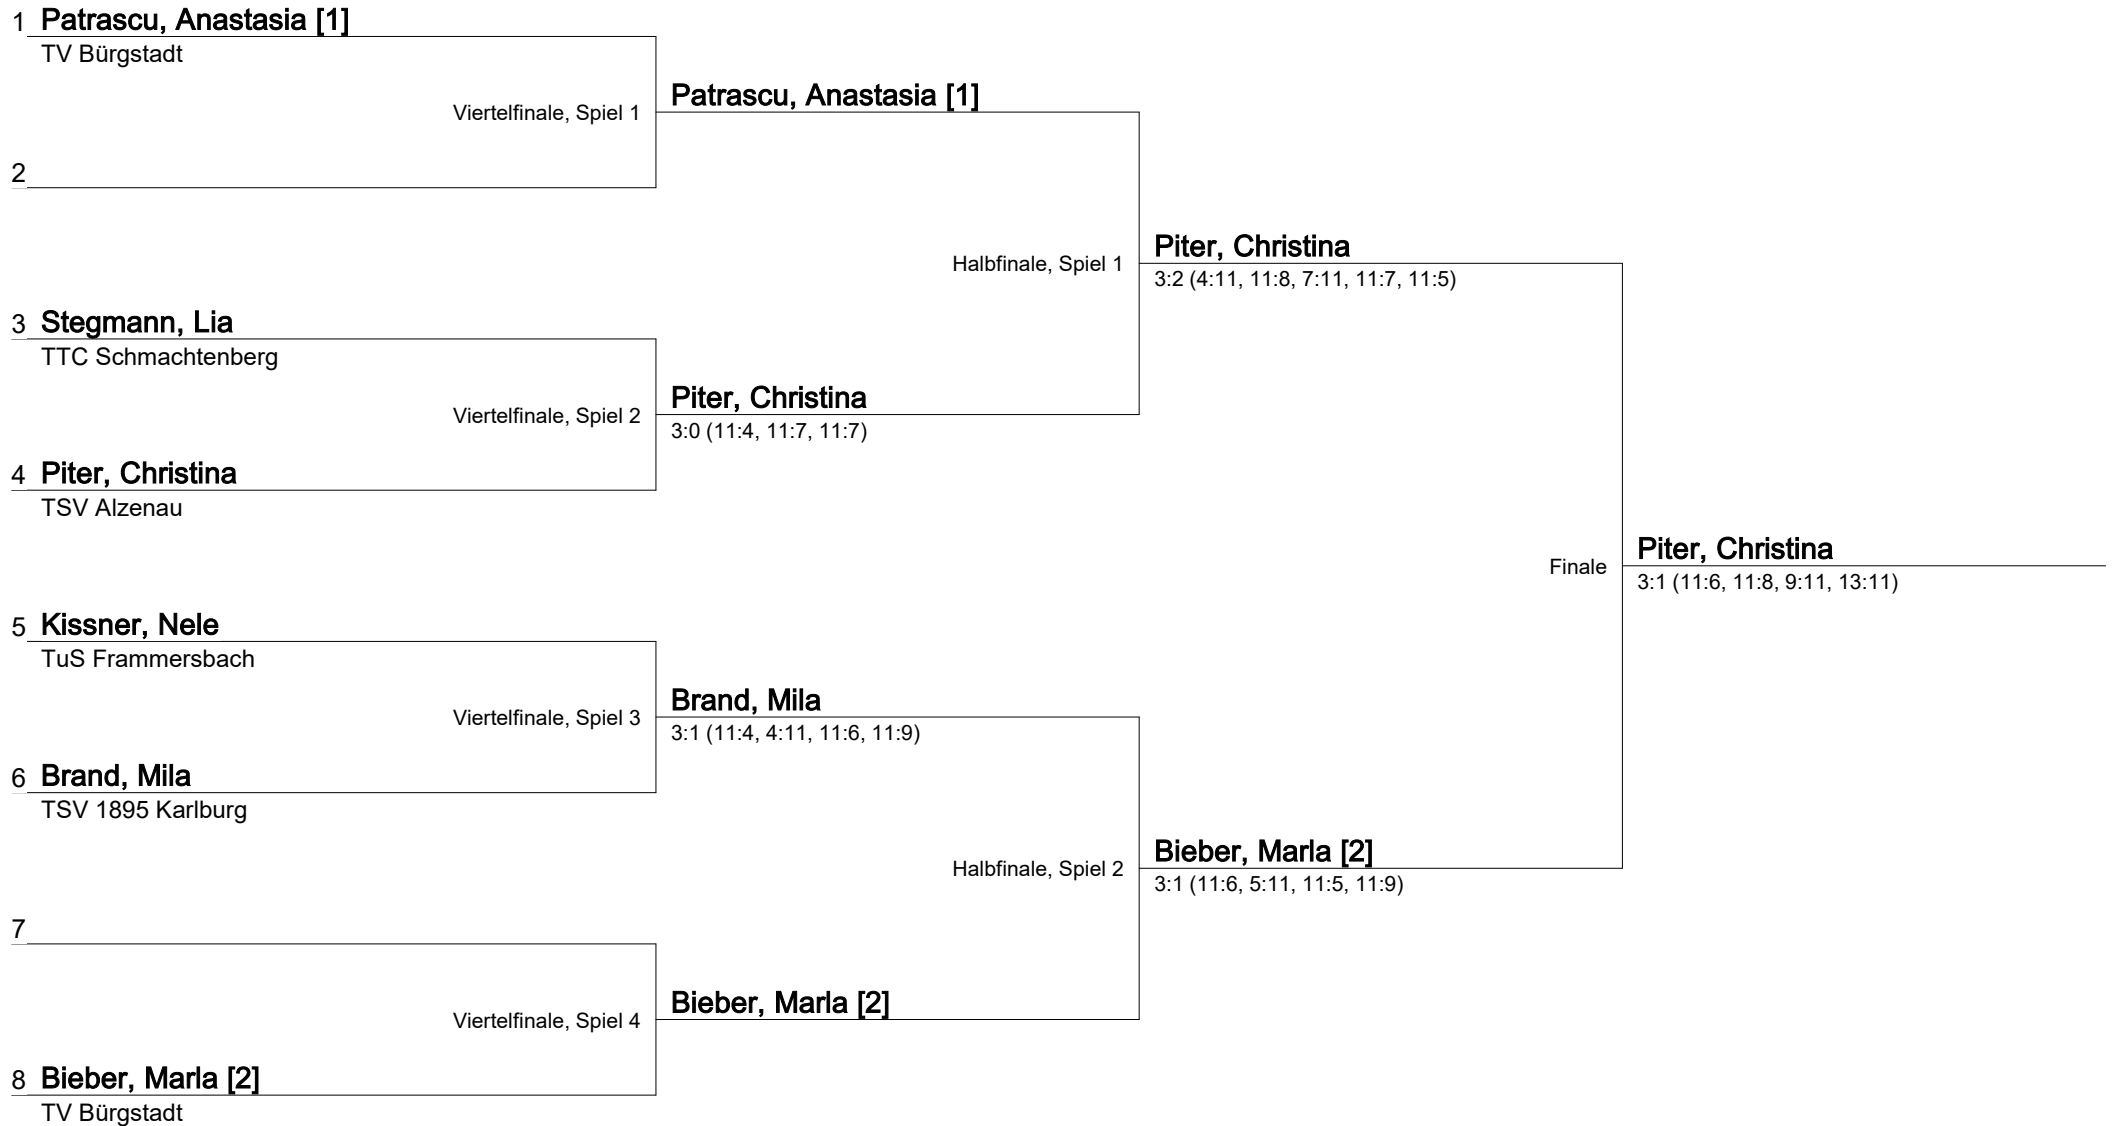 1 Patrascu, Anastasia [1]
TV Bürgstadt
Viertelfinale, Spiel 1
Patrascu, Anastasia [1]
2
Halbfinale, Spiel 1
Piter, Christina
3:2 (4:11, 11:8, 7:11, 11:7, 11:5)
3 Stegmann, Lia
TTC Schmachtenberg
Viertelfinale, Spiel 2
Piter, Christina
3:0 (11:4, 11:7, 11:7)
4 Piter, Christina
TSV Alzenau
Finale
Piter, Christina
3:1 (11:6, 11:8, 9:11, 13:11)
5 Kissner, Nele
TuS Frammersbach
Viertelfinale, Spiel 3
Brand, Mila
3:1 (11:4, 4:11, 11:6, 11:9)
6 Brand, Mila
TSV 1895 Karlburg
Halbfinale, Spiel 2
Bieber, Marla [2]
3:1 (11:6, 5:11, 11:5, 11:9)
7
Viertelfinale, Spiel 4
Bieber, Marla [2]
8 Bieber, Marla [2]
TV Bürgstadt